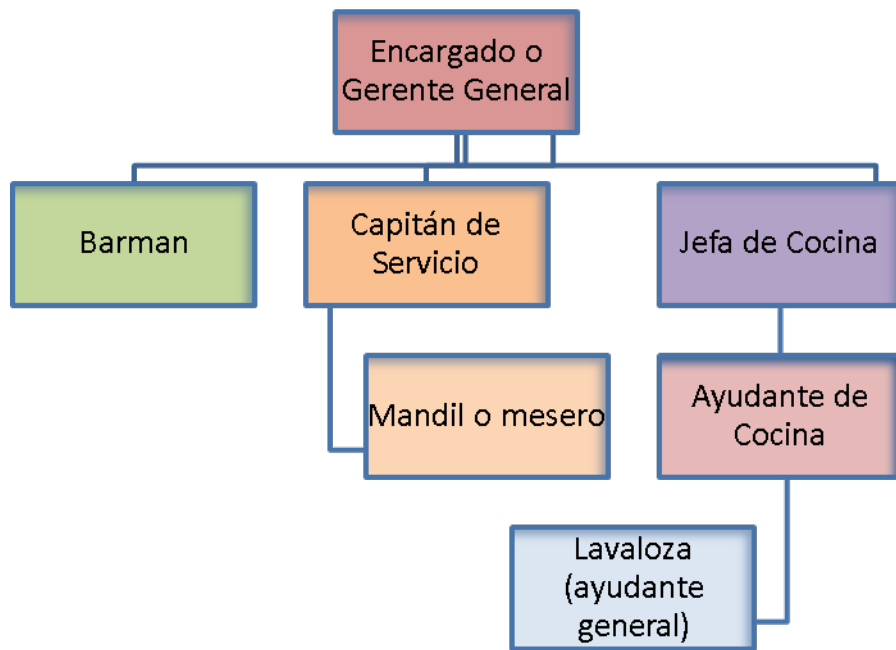 Encargado o
Gerente General
Barman
Capitán de
Servicio
Jefa de Cocina
Mandil o mesero
Ayudante de
Cocina
Lavaloza
(ayudante
general)